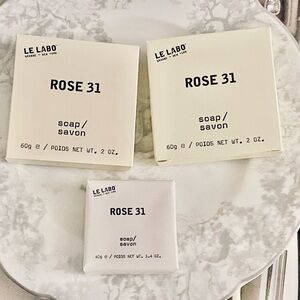 LE LABO
GRASSE - NEW YORK
ROSE 31
soap/
savon
60g e / POIDS NET WT. 2 OZ.
LE LABO
GRASSE - NEW YORK
ROSE 31
soap/
savon
60g e / POIDS NET WT. 2 OZ.
LE LABO
ROSE 31
soap/
savon
40g e / POIDS NET WT. 1.4 OZ.